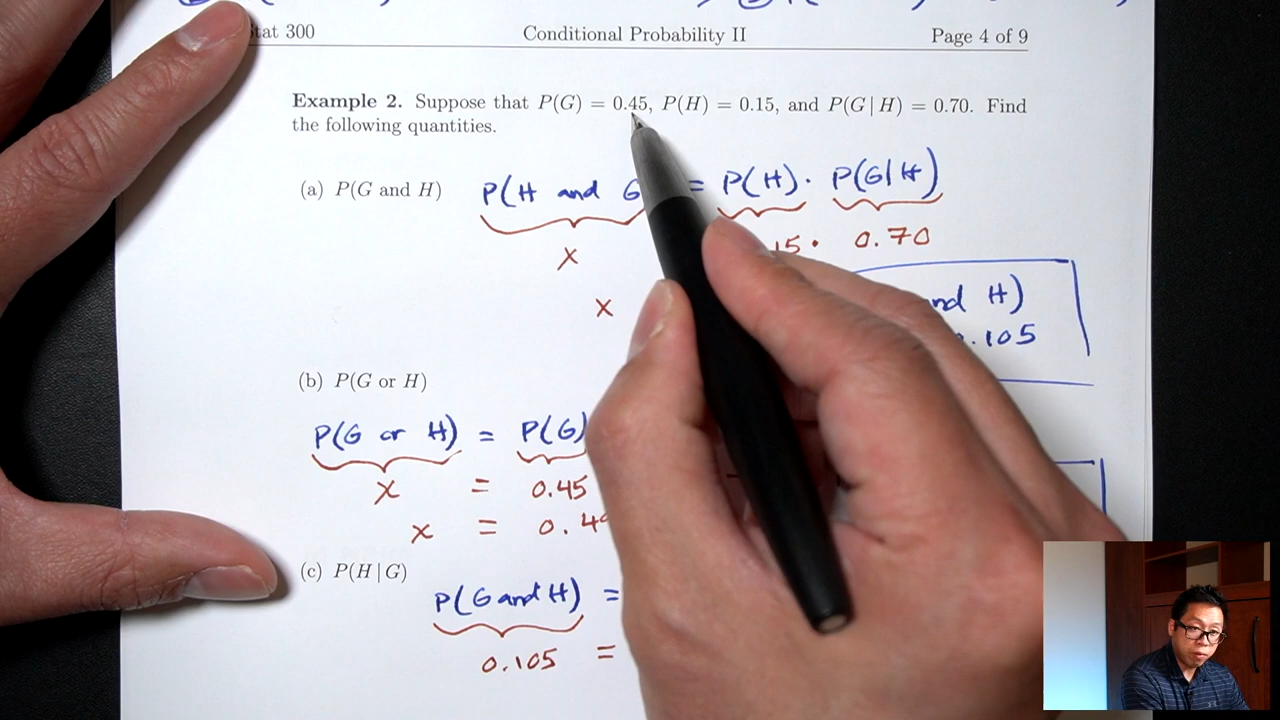 Stat 300 Conditional Probability II Page 4 of 9
Example 2. Suppose that P(G) = 0.45, P(H) = 0.15, and P(G | H) = 0.70. Find
the following quantities.
(a) P(G and H) P(H and G = P(H) · P(G|H)
x 15 · 0.70
x nd H)
.105
(b) P(G or H)
P(G or H) = P(G)
x = 0.45
x = 0.4
(c) P(H | G)
P(G and H) =
0.105 =